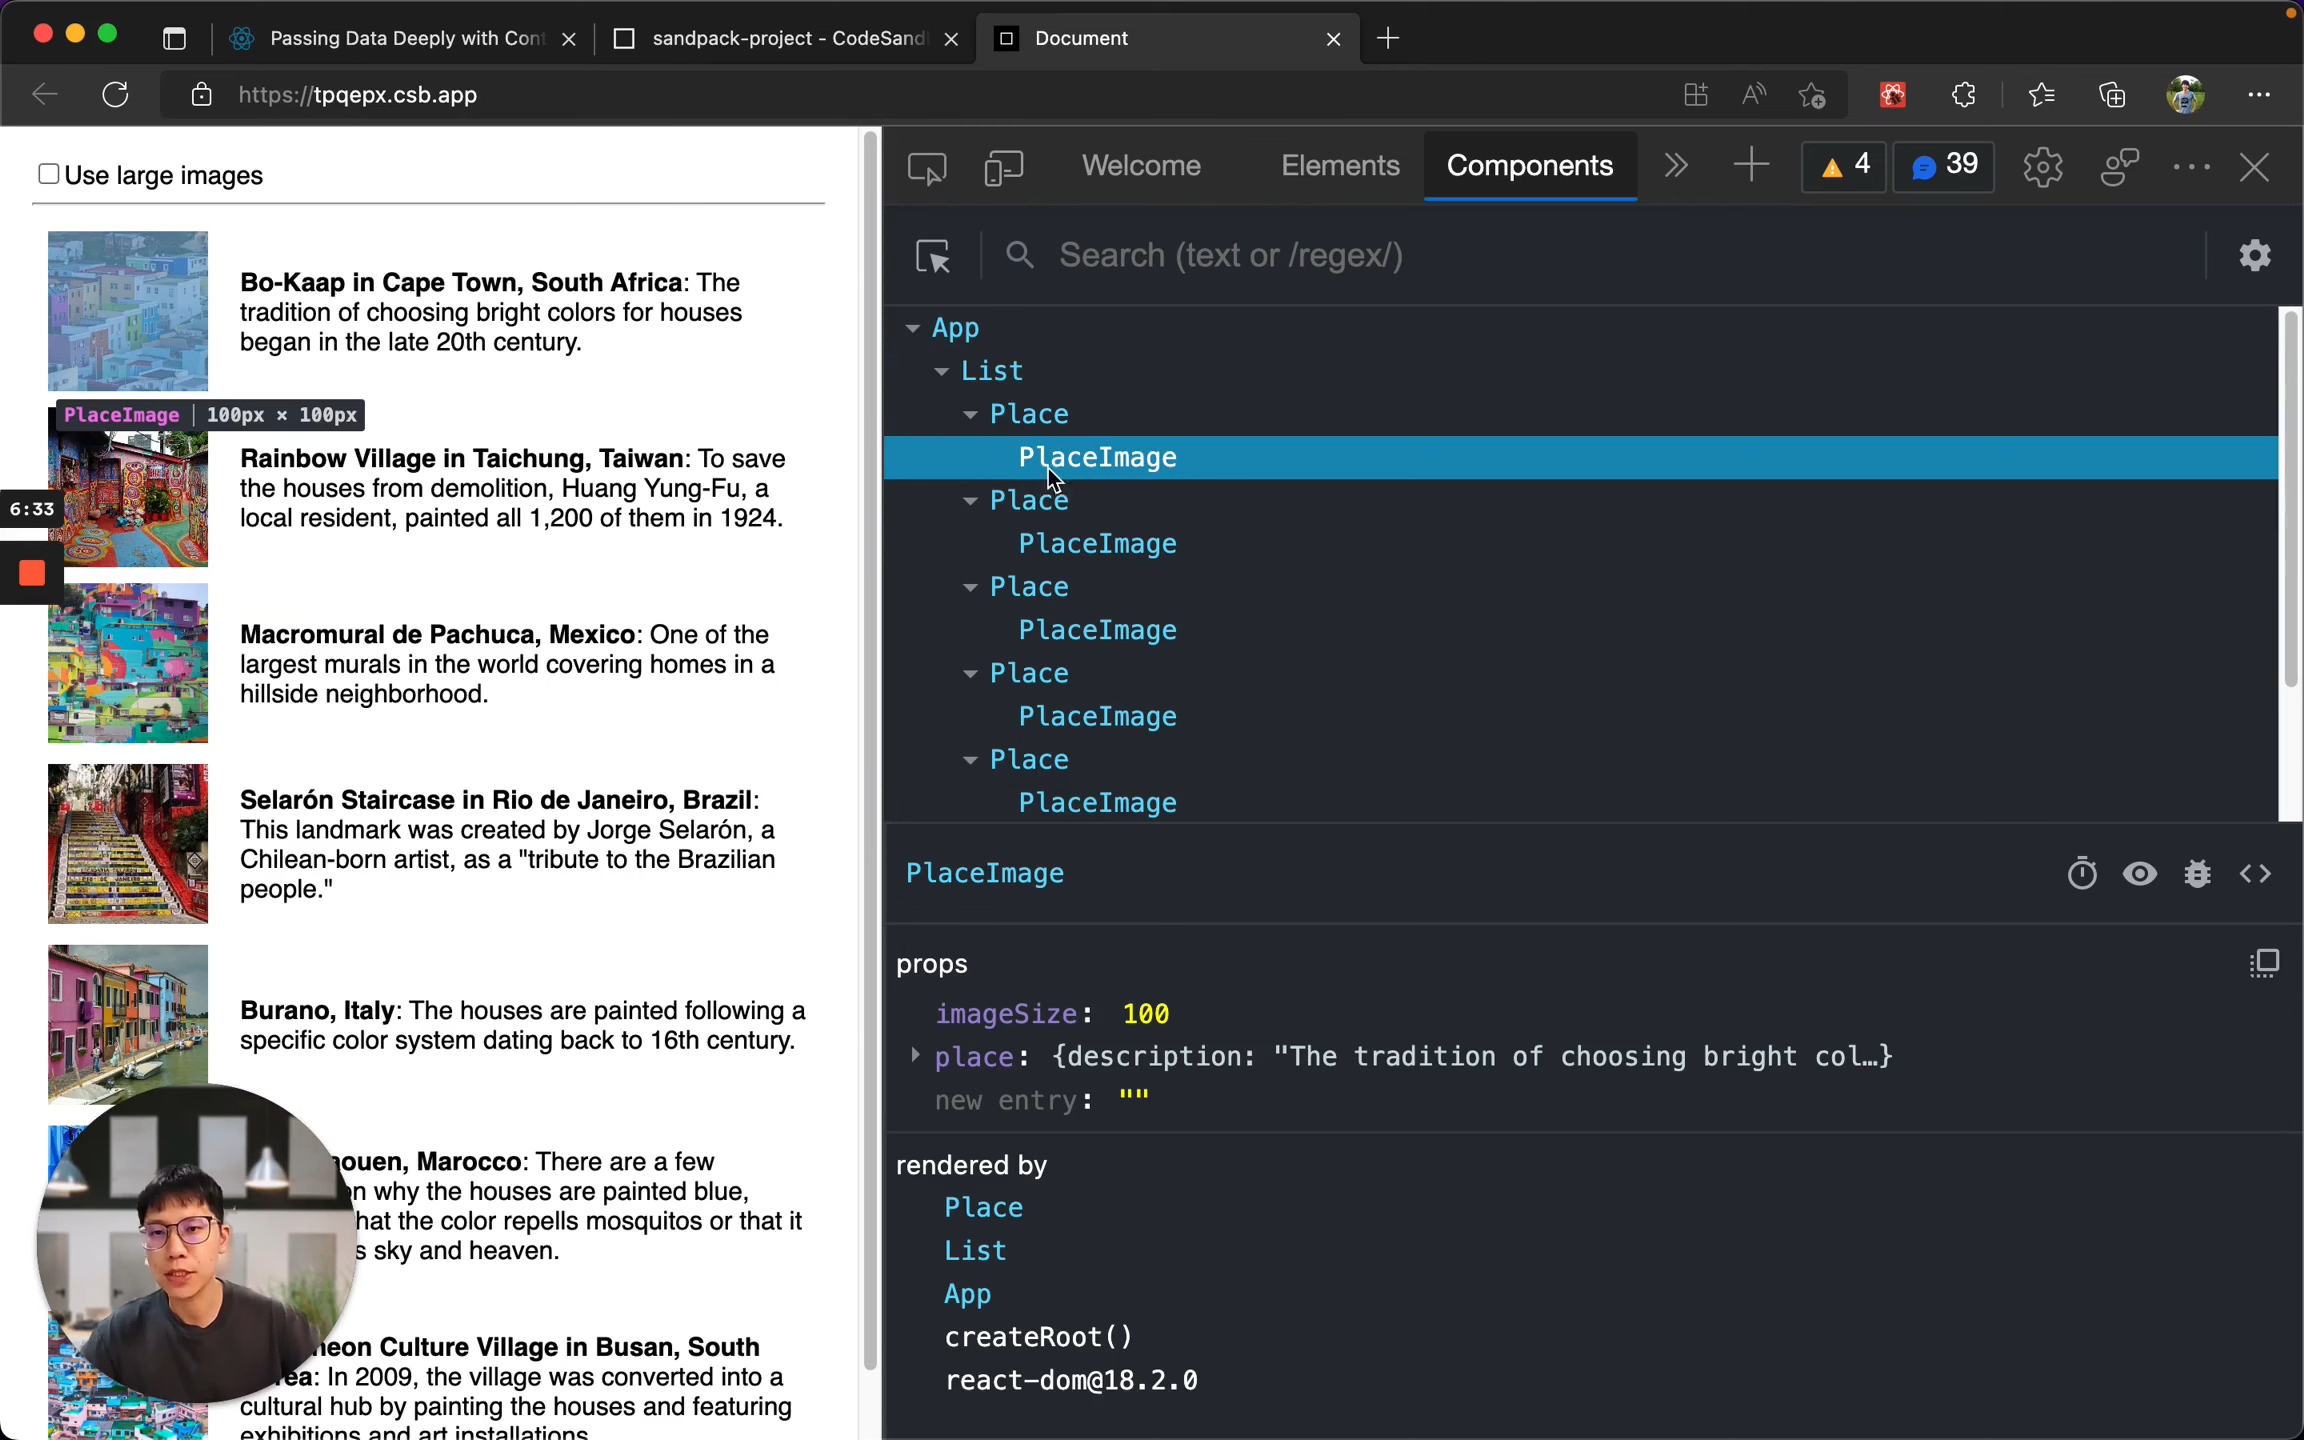 Passing Data Deeply with Cont
sandpack-project - CodeSand
Document
https://tpqepx.csb.app
Use large images
Bo-Kaap in Cape Town, South Africa: The
tradition of choosing bright colors for houses
began in the late 20th century.
PlaceImage | 100px × 100px
Rainbow Village in Taichung, Taiwan: To save
the houses from demolition, Huang Yung-Fu, a
local resident, painted all 1,200 of them in 1924.
6:33
Macromural de Pachuca, Mexico: One of the
largest murals in the world covering homes in a
hillside neighborhood.
Selarón Staircase in Rio de Janeiro, Brazil:
This landmark was created by Jorge Selarón, a
Chilean-born artist, as a "tribute to the Brazilian
people."
Burano, Italy: The houses are painted following a
specific color system dating back to 16th century.
aouen, Marocco: There are a few
on why the houses are painted blue,
hat the color repells mosquitos or that it
s sky and heaven.
heon Culture Village in Busan, South
ea: In 2009, the village was converted into a
cultural hub by painting the houses and featuring
exhibitions and art installations
Welcome
Elements
Components
4
39
Search (text or /regex/)
App
List
Place
PlaceImage
Place
PlaceImage
Place
PlaceImage
Place
PlaceImage
Place
PlaceImage
PlaceImage
props
imageSize: 100
place: {description: "The tradition of choosing bright col…}
new entry: ""
rendered by
Place
List
App
createRoot()
react-dom@18.2.0